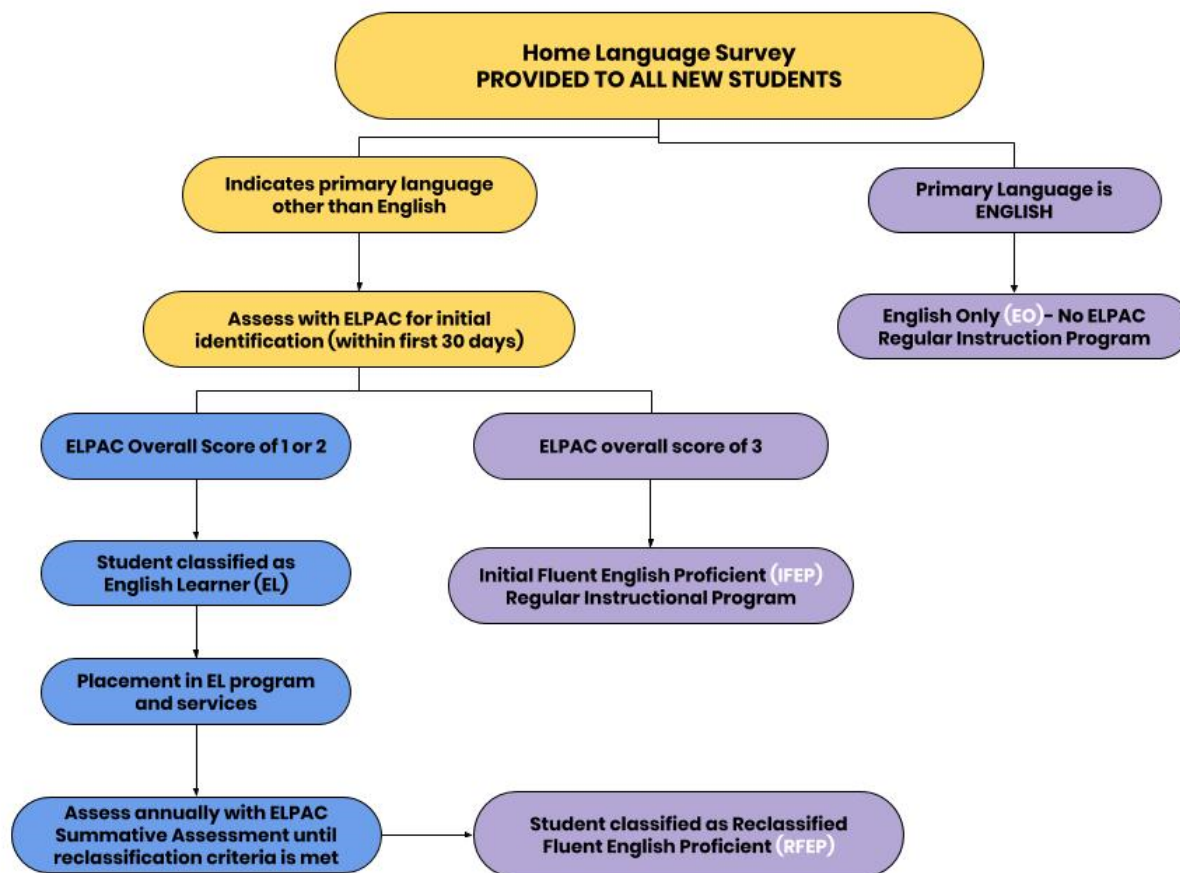 Home Language Survey
PROVIDED TO ALL NEW STUDENTS
Indicates primary language
other than English
Primary Language is
ENGLISH
Assess with ELPAC for initial
identification (within first 30 days)
English Only (EO)- No ELPAC
Regular Instruction Program
ELPAC Overall Score of 1 or 2
ELPAC overall score of 3
Student classified as
English Learner (EL)
Initial Fluent English Proficient (IFEP)
Regular Instructional Program
Placement in EL program
and services
Assess annually with ELPAC
Summative Assessment until
reclassification criteria is met
Student classified as Reclassified
Fluent English Proficient (RFEP)